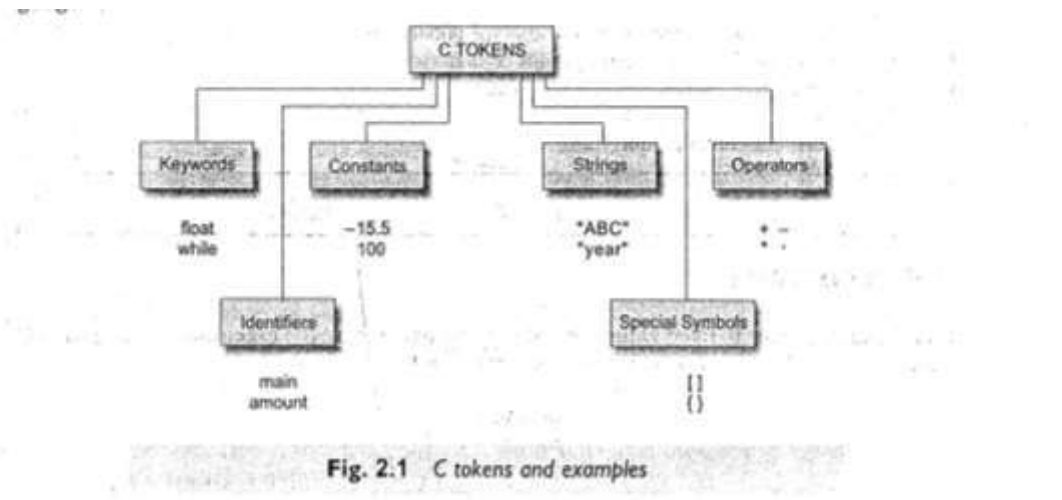 C TOKENS
Keywords
Constants
Strings
Operators
float
while
−15.5
100
"ABC"
"year"
+ −
*
Identifiers
Special Symbols
main
amount
[ ]
{ }
Fig. 2.1 C tokens and examples